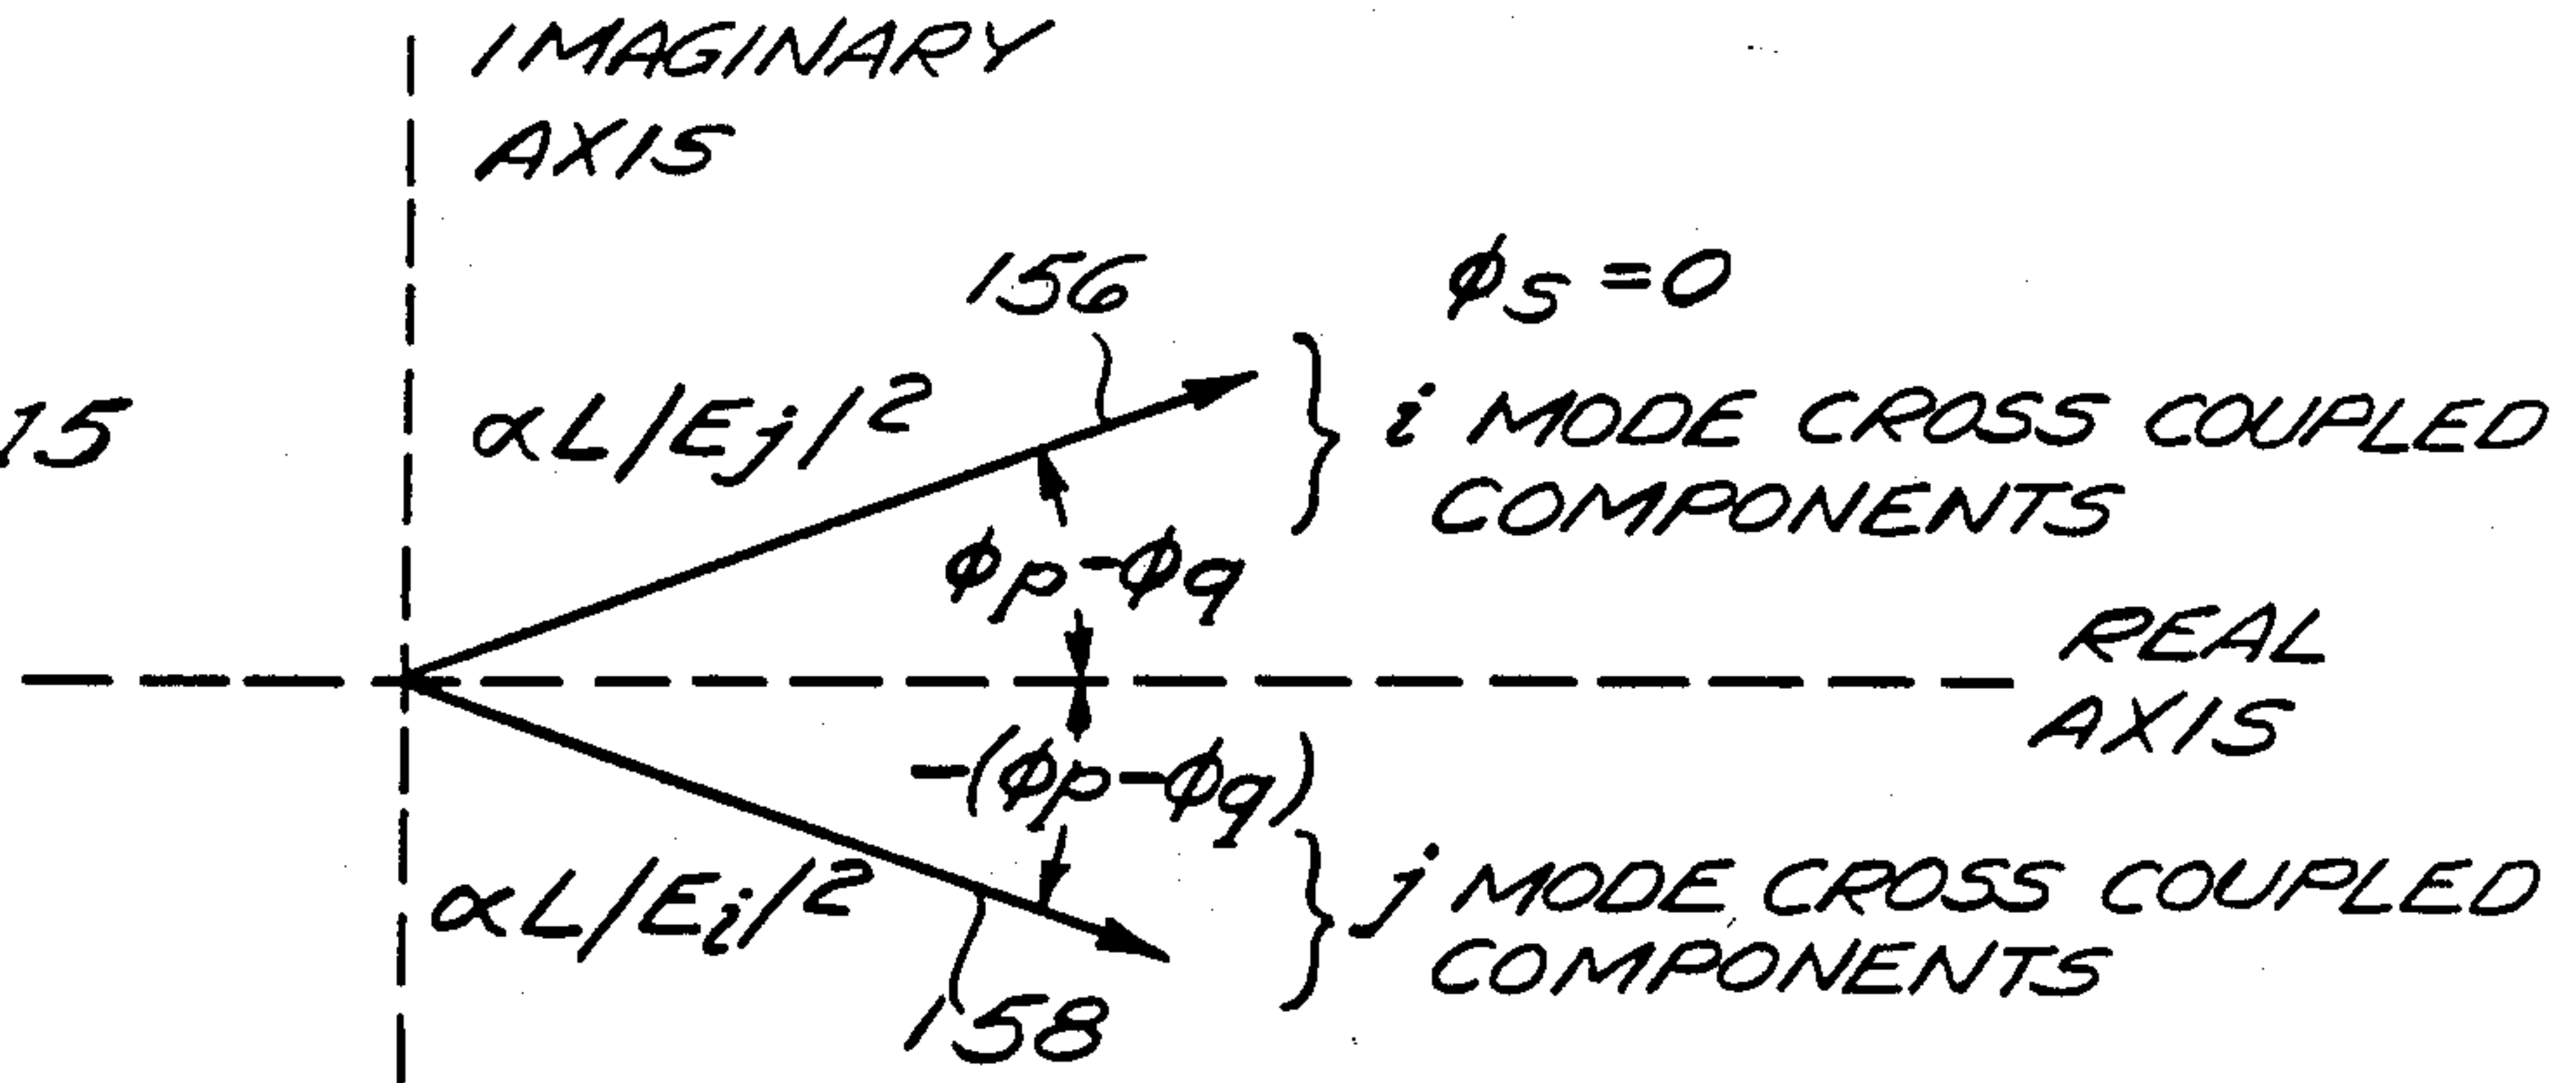 IMAGINARY
AXIS
156
ϕs = 0
15
αL/Ej/²
i MODE CROSS COUPLED
COMPONENTS
ϕp-ϕq
REAL
AXIS
-(ϕp-ϕq)
αL/Ei/²
j MODE CROSS COUPLED
COMPONENTS
158